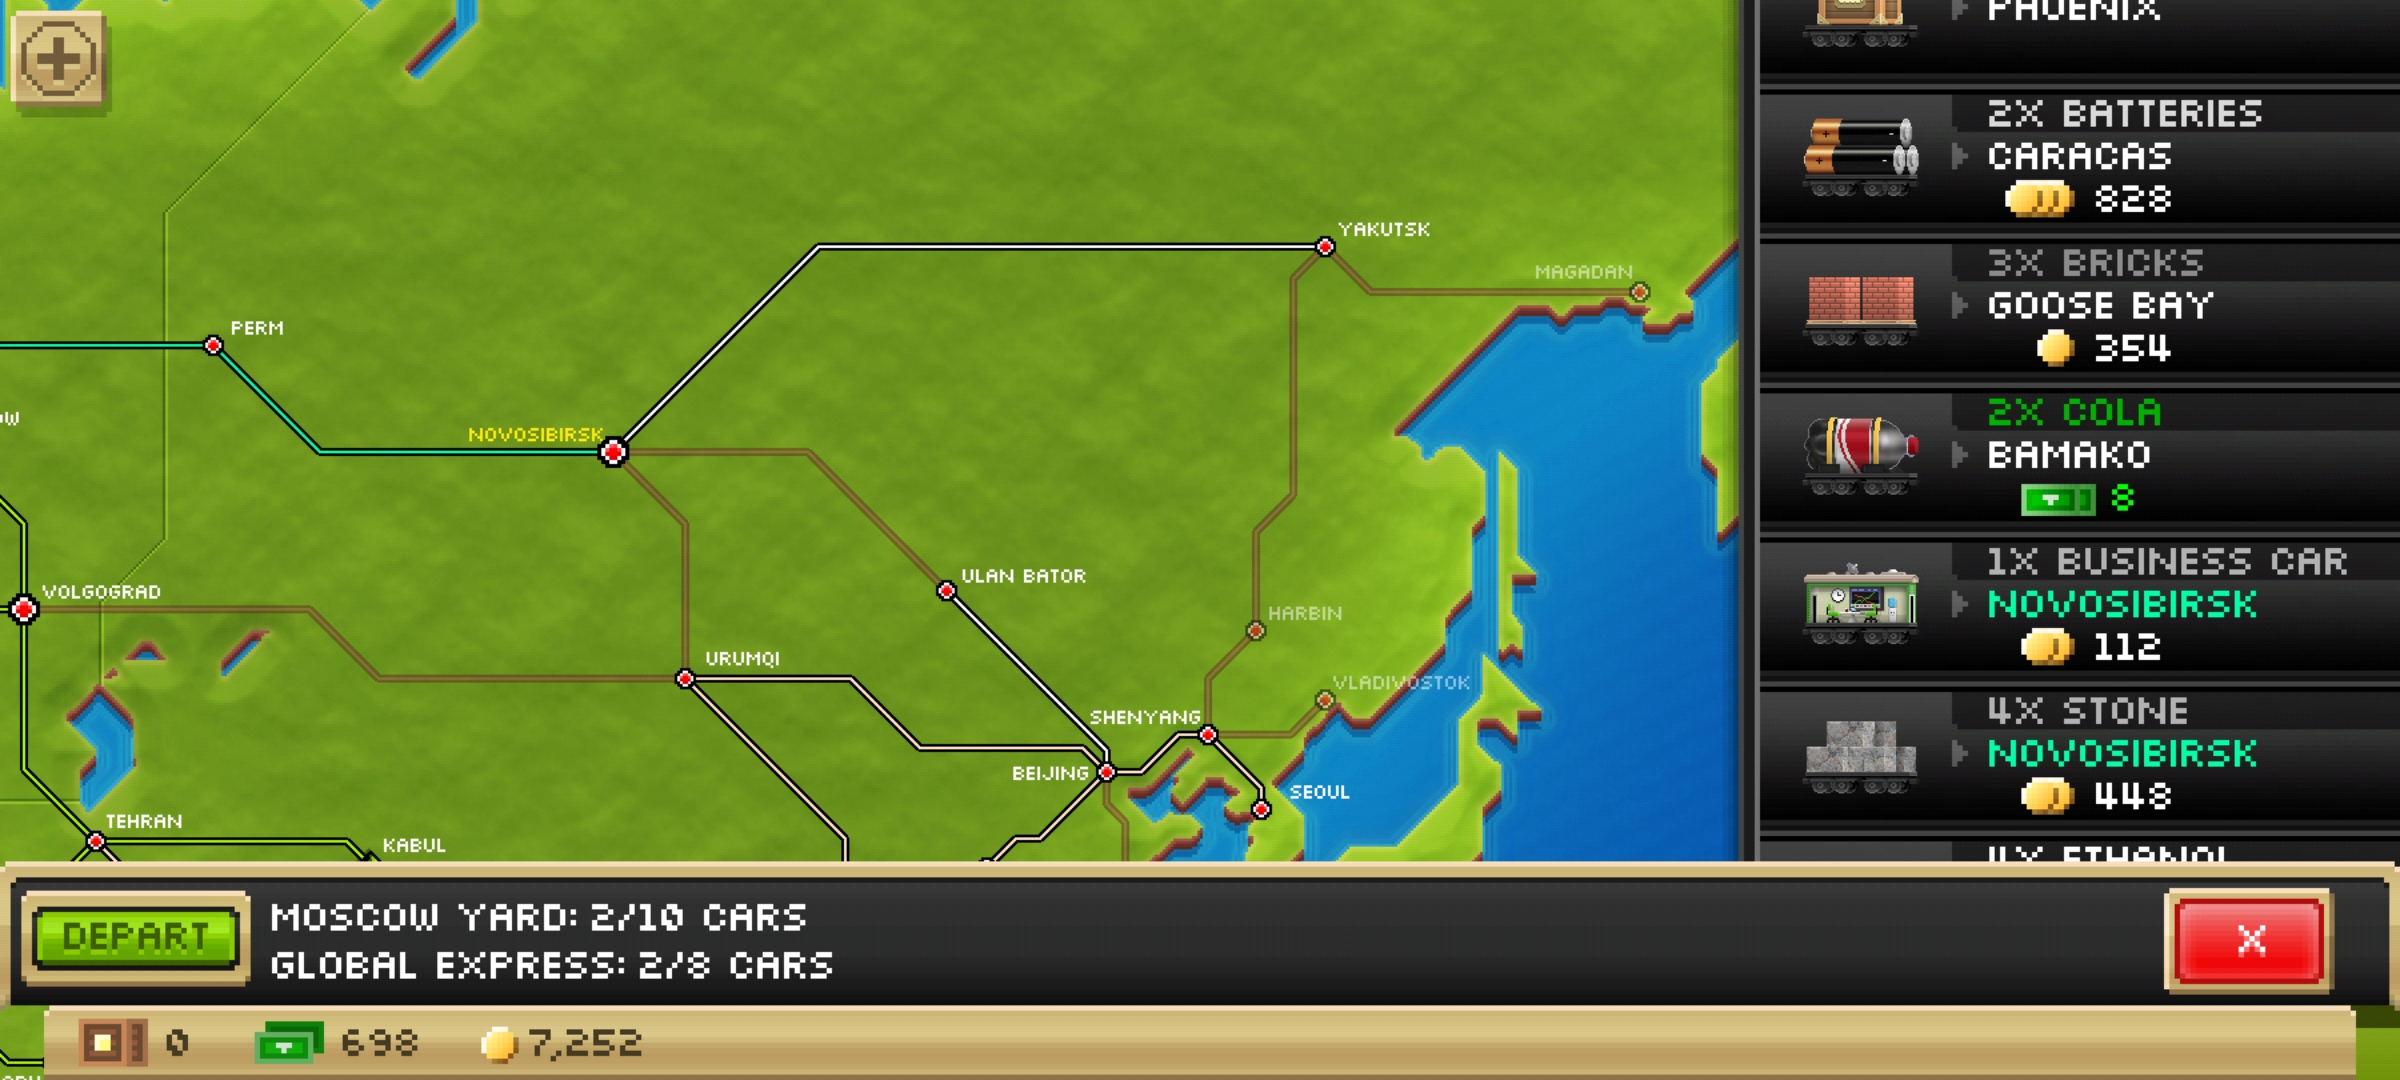 YAKUTSK
MAGADAN
PERM
NOVOSIBIRSK
ULAN BATOR
VOLGOGRAD
HARBIN
URUMQI
VLADIVOSTOK
SHENYANG
BEIJING
SEOUL
TEHRAN
KABUL
PHOENIX
2X BATTERIES
CARACAS
828
3X BRICKS
GOOSE BAY
354
2X COLA
BAMAKO
8
1X BUSINESS CAR
NOVOSIBIRSK
112
4X STONE
NOVOSIBIRSK
448
4X ETHANOL
DEPART
MOSCOW YARD: 2/10 CARS
GLOBAL EXPRESS: 2/8 CARS
X
0
698
7,252